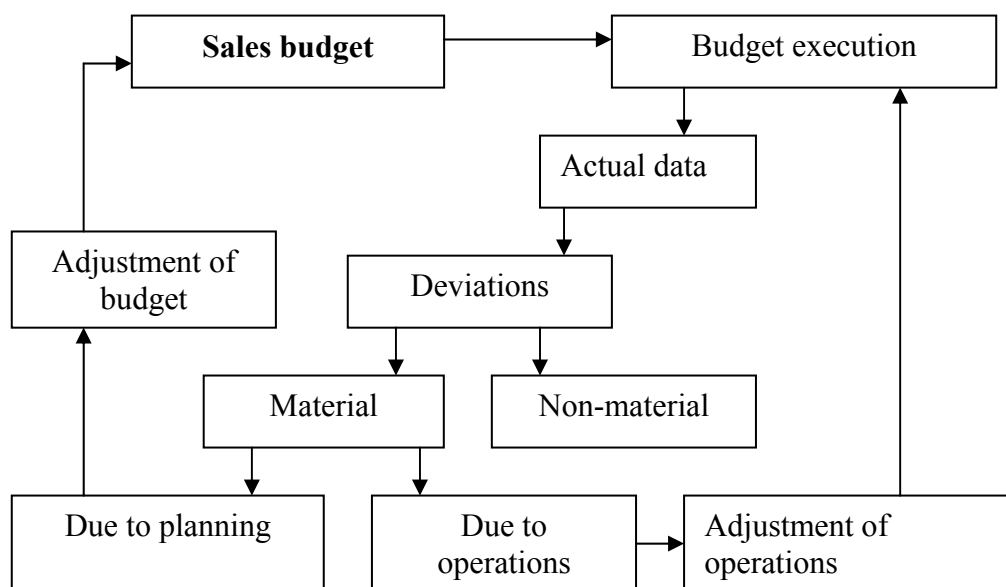 Sales budget
Budget execution
Actual data
Adjustment of
budget
Deviations
Material
Non-material
Due to planning
Due to
operations
Adjustment of
operations